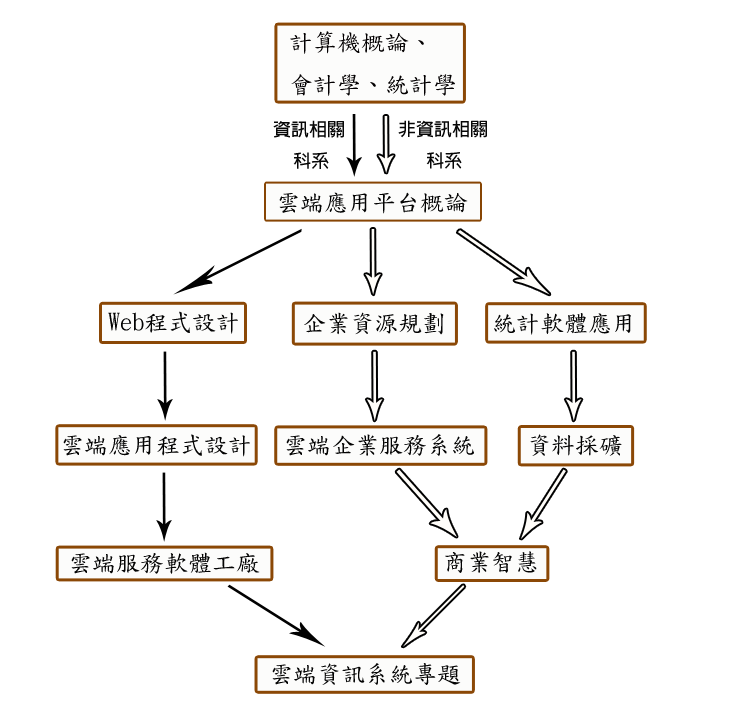 計算機概論、
會計學、統計學
資訊相關
科系
非資訊相關
科系
雲端應用平台概論
Web程式設計
企業資源規劃
統計軟體應用
雲端應用程式設計
雲端企業服務系統
資料採礦
雲端服務軟體工廠
商業智慧
雲端資訊系統專題